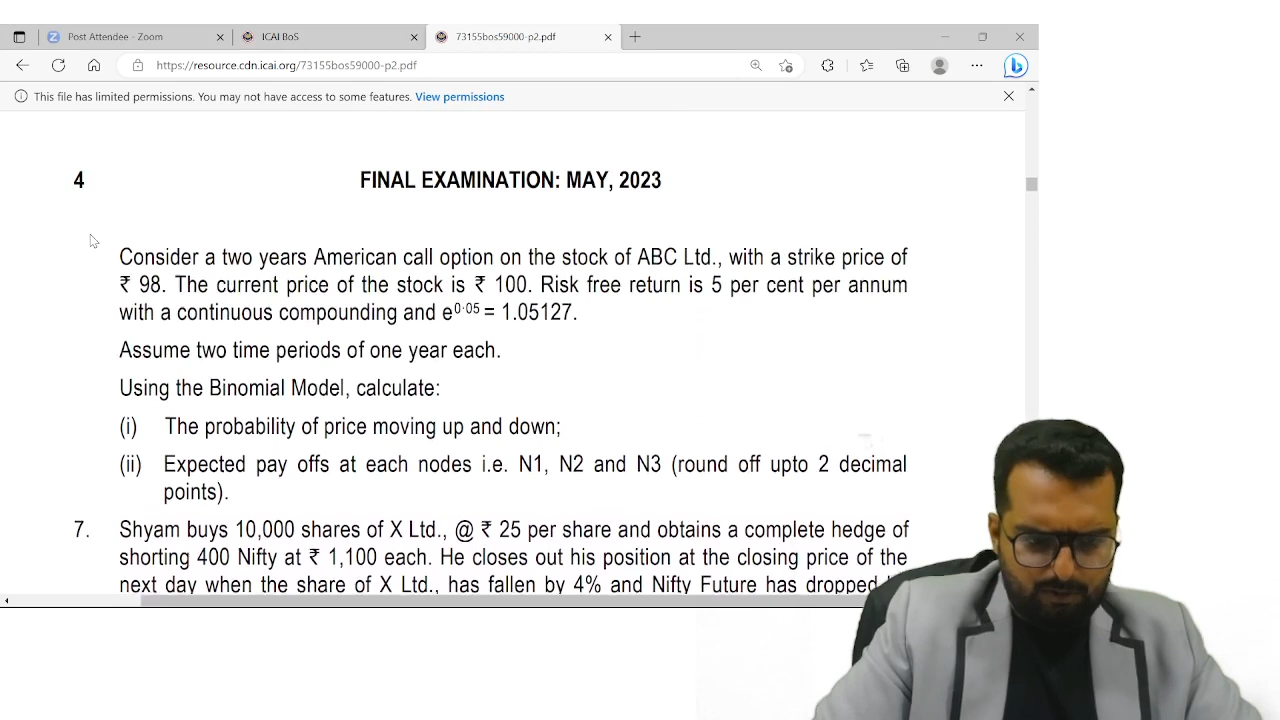 Post Attendee - Zoom
ICAI BoS
73155bos59000-p2.pdf
https://resource.cdn.icai.org/73155bos59000-p2.pdf
This file has limited permissions. You may not have access to some features. View permissions
4 FINAL EXAMINATION: MAY, 2023
Consider a two years American call option on the stock of ABC Ltd., with a strike price of
₹ 98. The current price of the stock is ₹ 100. Risk free return is 5 per cent per annum
with a continuous compounding and e⁰·⁰⁵ = 1.05127.
Assume two time periods of one year each.
Using the Binomial Model, calculate:
(i) The probability of price moving up and down;
(ii) Expected pay offs at each nodes i.e. N1, N2 and N3 (round off upto 2 decimal
points).
7. Shyam buys 10,000 shares of X Ltd., @ ₹ 25 per share and obtains a complete hedge of
shorting 400 Nifty at ₹ 1,100 each. He closes out his position at the closing price of the
next day when the share of X Ltd., has fallen by 4% and Nifty Future has dropped